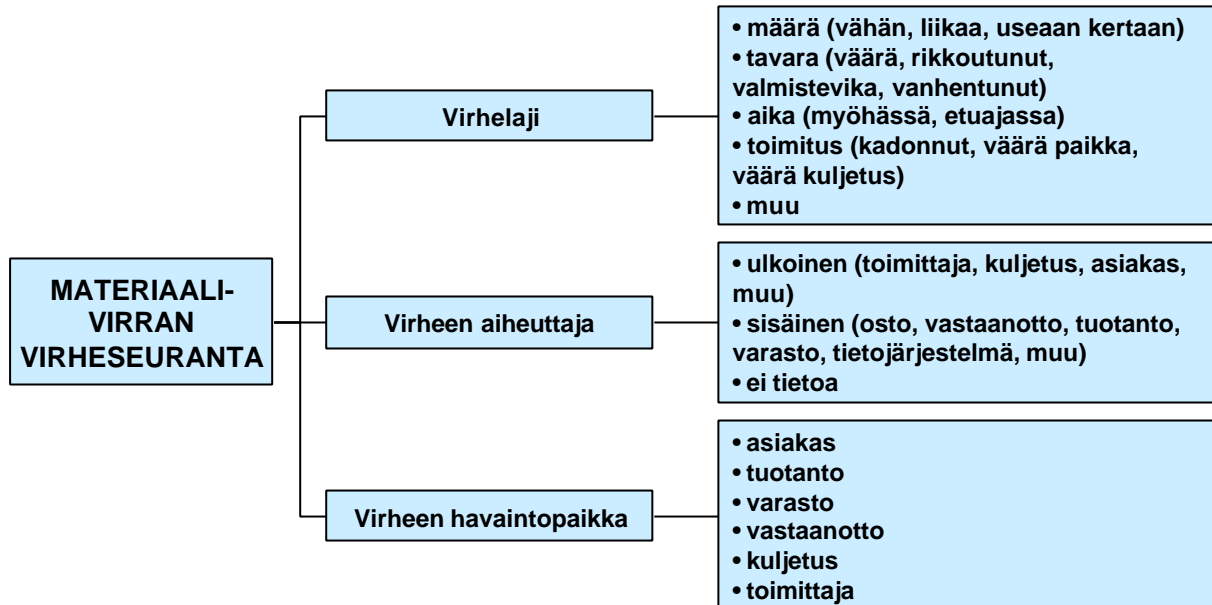 • määrä (vähän, liikaa, useaan kertaan)
• tavara (väärä, rikkoutunut,
valmistevika, vanhentunut)
• aika (myöhässä, etuajassa)
• toimitus (kadonnut, väärä paikka,
väärä kuljetus)
• muu
Virhelaji
MATERIAALI-
VIRRAN
VIRHESEURANTA
• ulkoinen (toimittaja, kuljetus, asiakas,
muu)
• sisäinen (osto, vastaanotto, tuotanto,
varasto, tietojärjestelmä, muu)
• ei tietoa
Virheen aiheuttaja
• asiakas
• tuotanto
• varasto
• vastaanotto
• kuljetus
• toimittaja
Virheen havaintopaikka